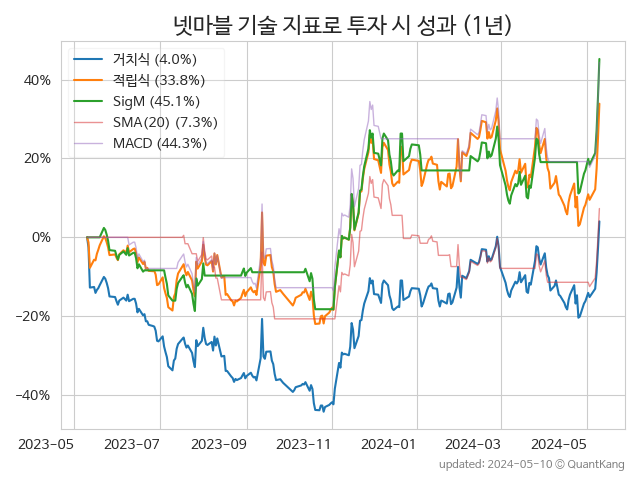 넷마블 기술 지표로 투자 시 성과 (1년)
거치식 (4.0%)
적립식 (33.8%)
SigM (45.1%)
SMA(20) (7.3%)
MACD (44.3%)
40%
20%
0%
−20%
−40%
2023-05 2023-07 2023-09 2023-11 2024-01 2024-03 2024-05
updated: 2024-05-10 ⓒ QuantKang